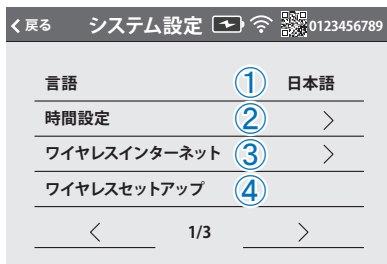 戻る システム設定 0123456789
言語 ① 日本語
時間設定 ②
ワイヤレスインターネット ③
ワイヤレスセットアップ ④
1/3